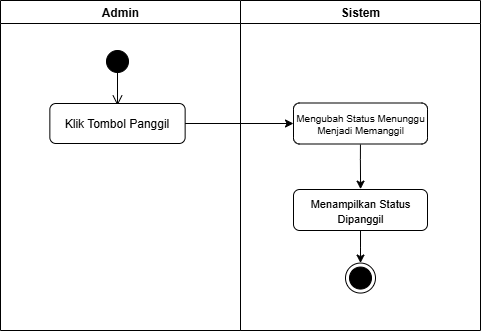 Admin
Sistem
Klik Tombol Panggil
Mengubah Status Menunggu
Menjadi Memanggil
Menampilkan Status
Dipanggil